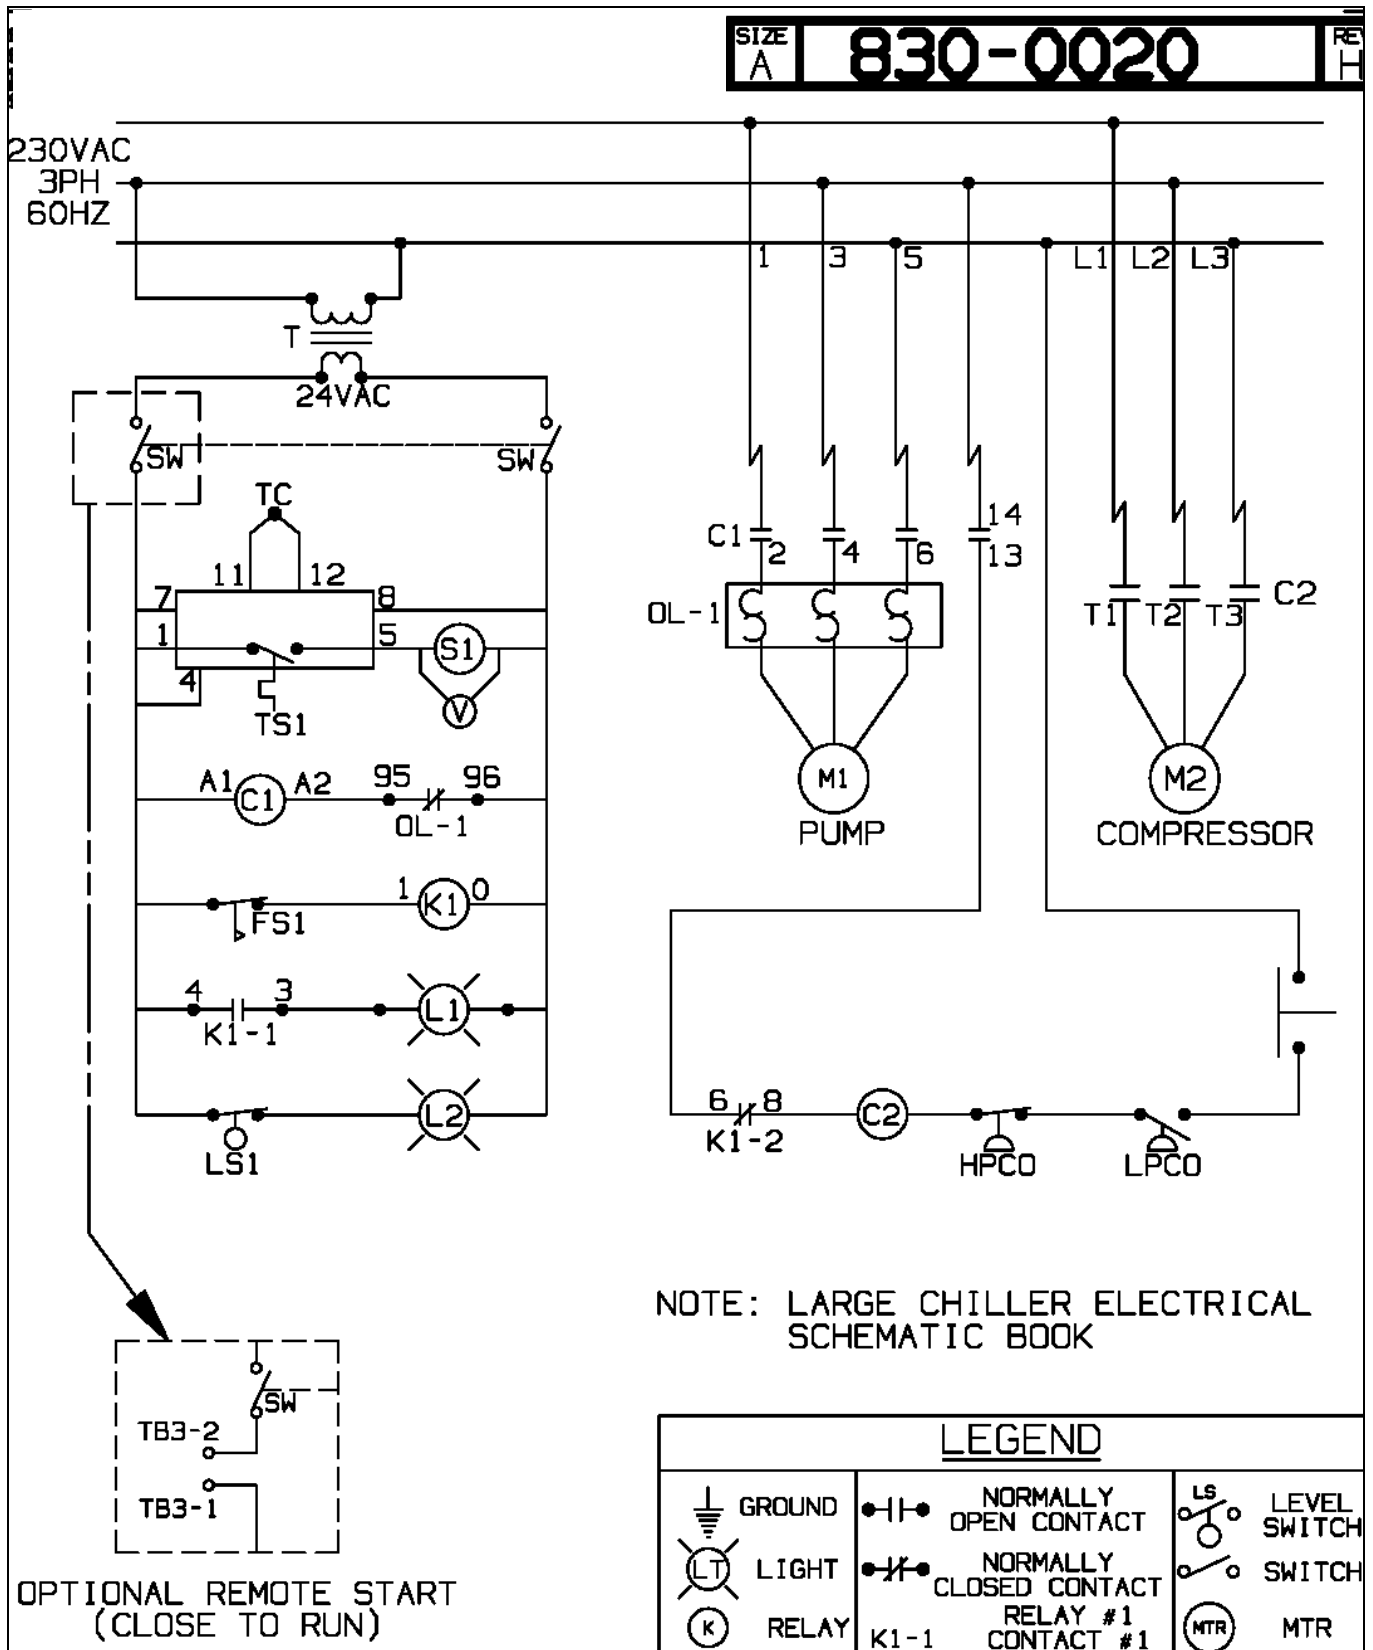 SIZE
A
830-0020
H
230VAC
3PH
60HZ
1
3
5
L1
L2
L3
T
24VAC
SW
SW
TC
11
12
7
8
1
5
4
S1
V
TS1
C1
2
4
6
14
13
OL-1
T1
T2
T3
C2
M1
PUMP
M2
COMPRESSOR
A1
C1
A2
95
96
OL-1
FS1
1
K1
0
4
3
K1-1
L1
LS1
L2
6
8
K1-2
C2
HPCO
LPCO
NOTE: LARGE CHILLER ELECTRICAL
SCHEMATIC BOOK
SW
TB3-2
TB3-1
OPTIONAL REMOTE START
(CLOSE TO RUN)
LEGEND
GROUND
NORMALLY
OPEN CONTACT
LS
LEVEL
SWITCH
LT
LIGHT
NORMALLY
CLOSED CONTACT
SWITCH
K
RELAY
K1-1
RELAY #1
CONTACT #1
MTR
MTR